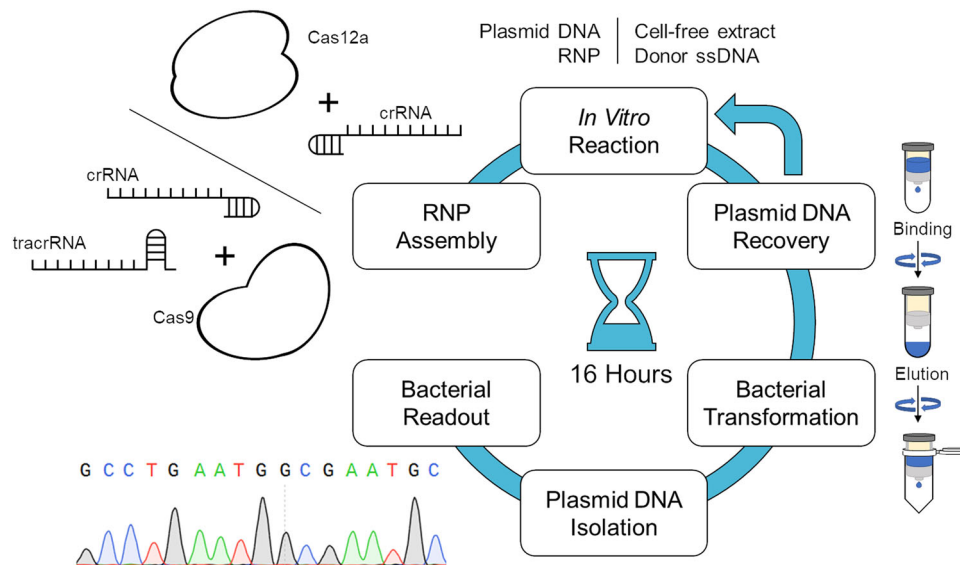 Cas12a
crRNA
crRNA
tracrRNA
Cas9
Plasmid DNA
RNP
Cell-free extract
Donor ssDNA
In Vitro
Reaction
RNP
Assembly
Plasmid DNA
Recovery
Binding
16 Hours
Elution
Bacterial
Readout
Bacterial
Transformation
Plasmid DNA
Isolation
G C C T G A A T G G C G A A T G C